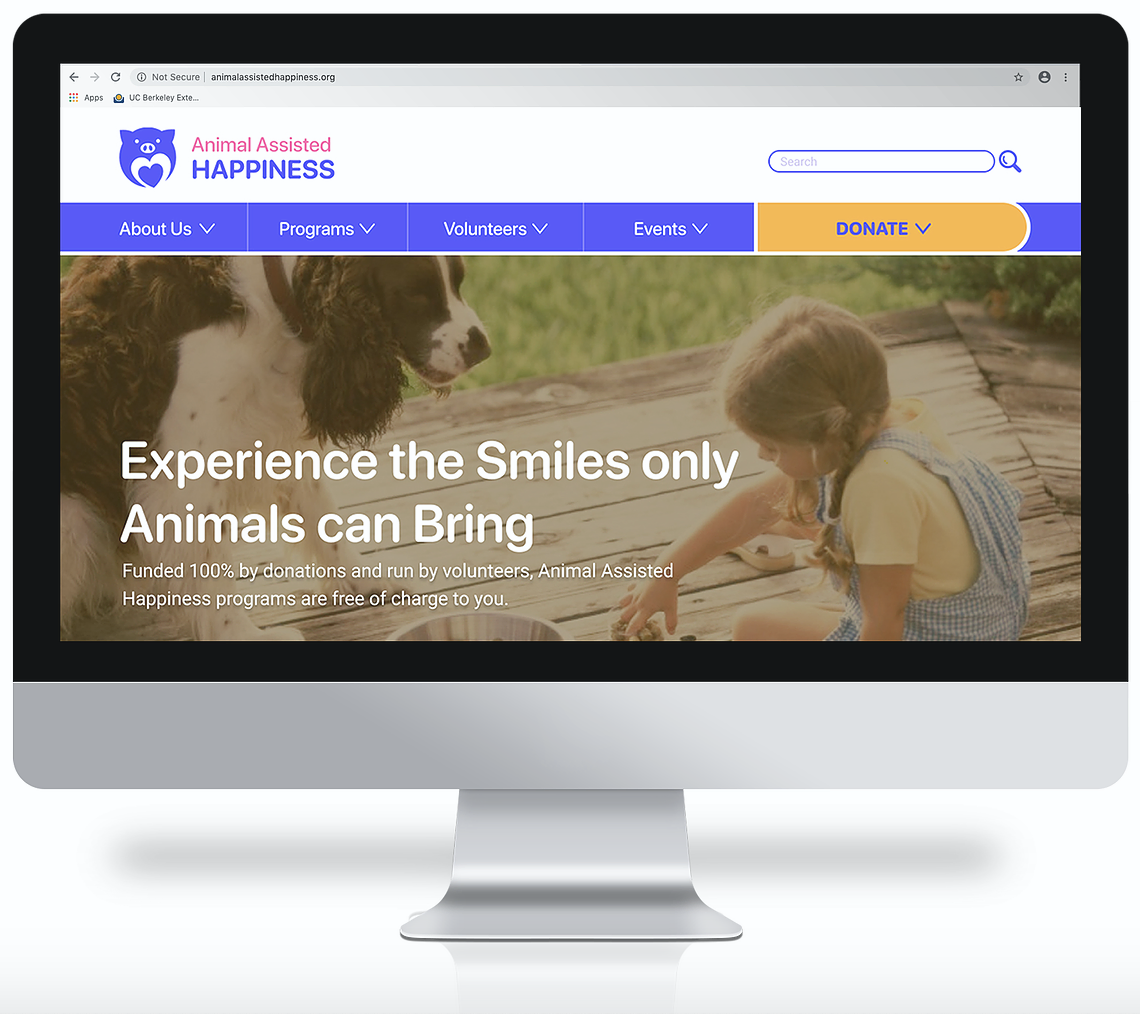 Not Secure | animalassistedhappiness.org
Apps UC Berkeley Exte...
Animal Assisted
HAPPINESS
Search
About Us Programs Volunteers Events DONATE
Experience the Smiles only
Animals can Bring
Funded 100% by donations and run by volunteers, Animal Assisted
Happiness programs are free of charge to you.